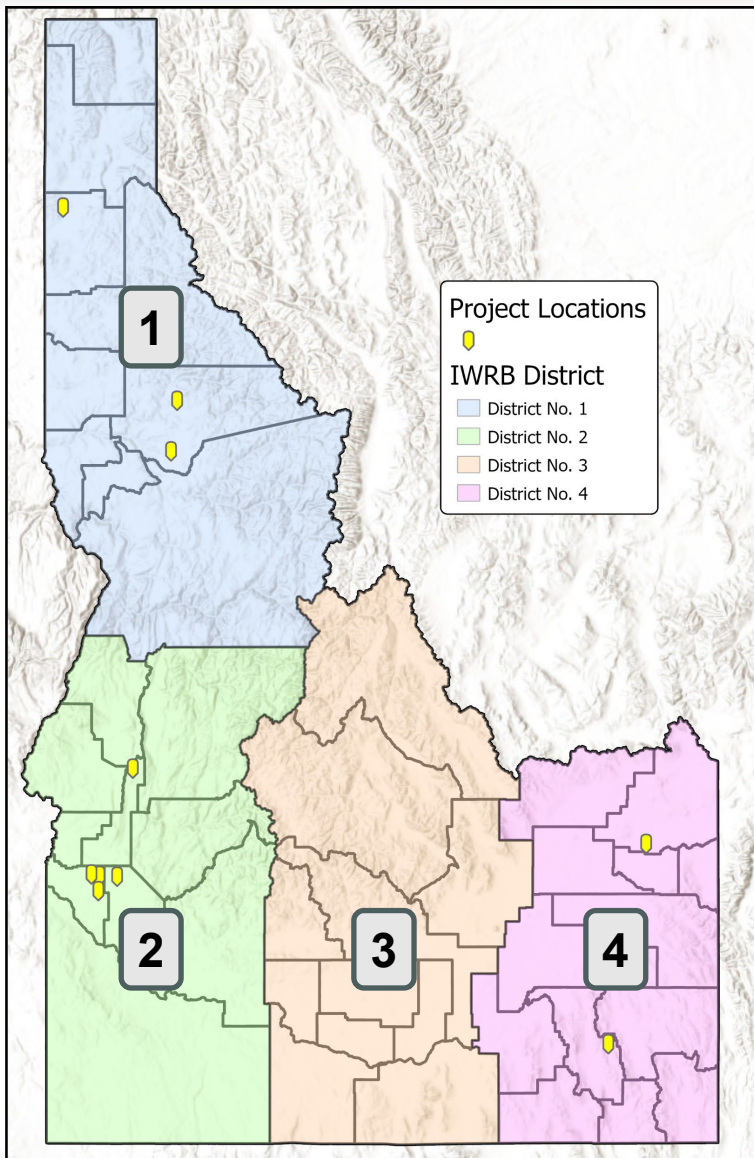 1
Project Locations
IWRB District
District No. 1
District No. 2
District No. 3
District No. 4
2
3
4